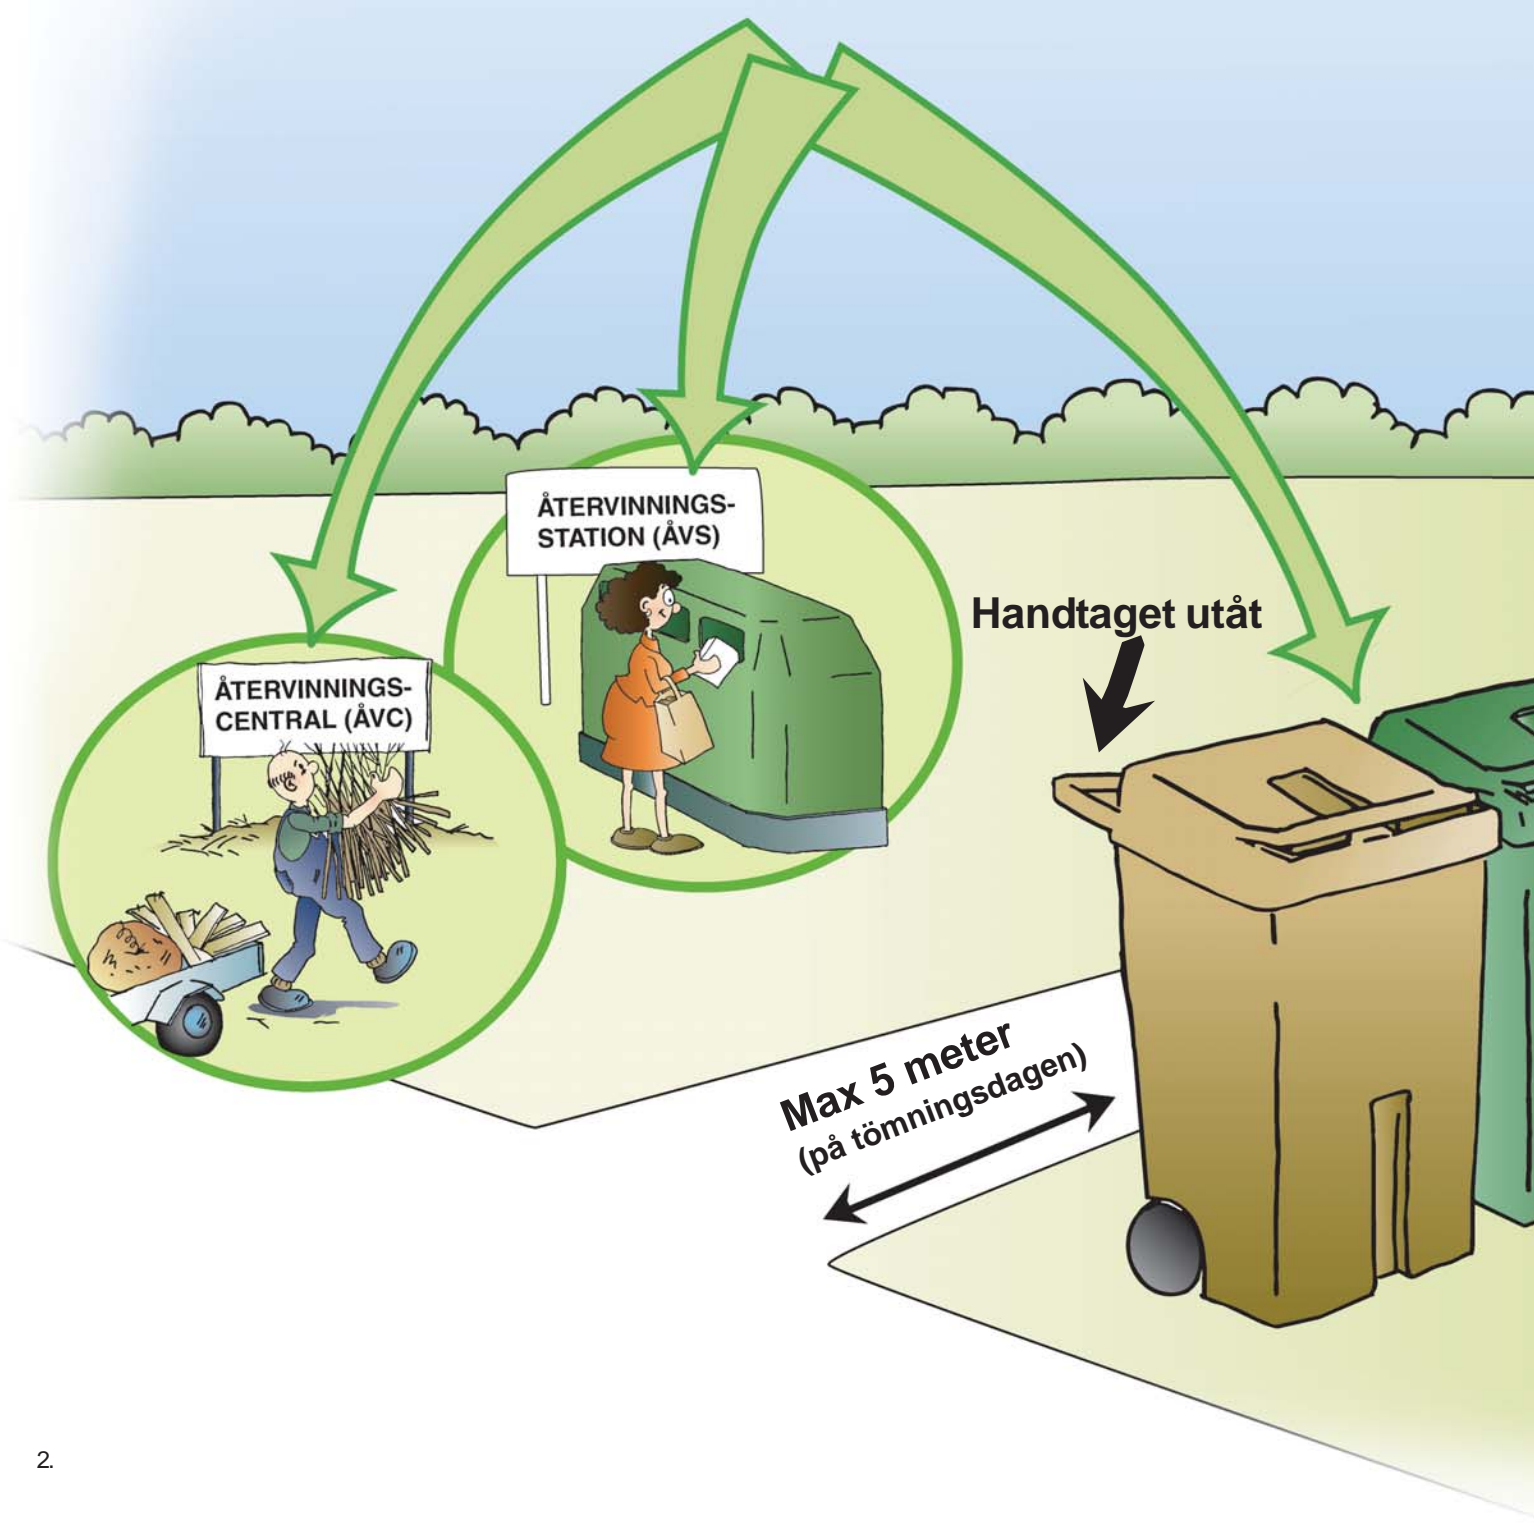 ÅTERVINNINGS-
STATION (ÅVS)
Handtaget utåt
ÅTERVINNINGS-
CENTRAL (ÅVC)
Max 5 meter
(på tömningsdagen)
2.